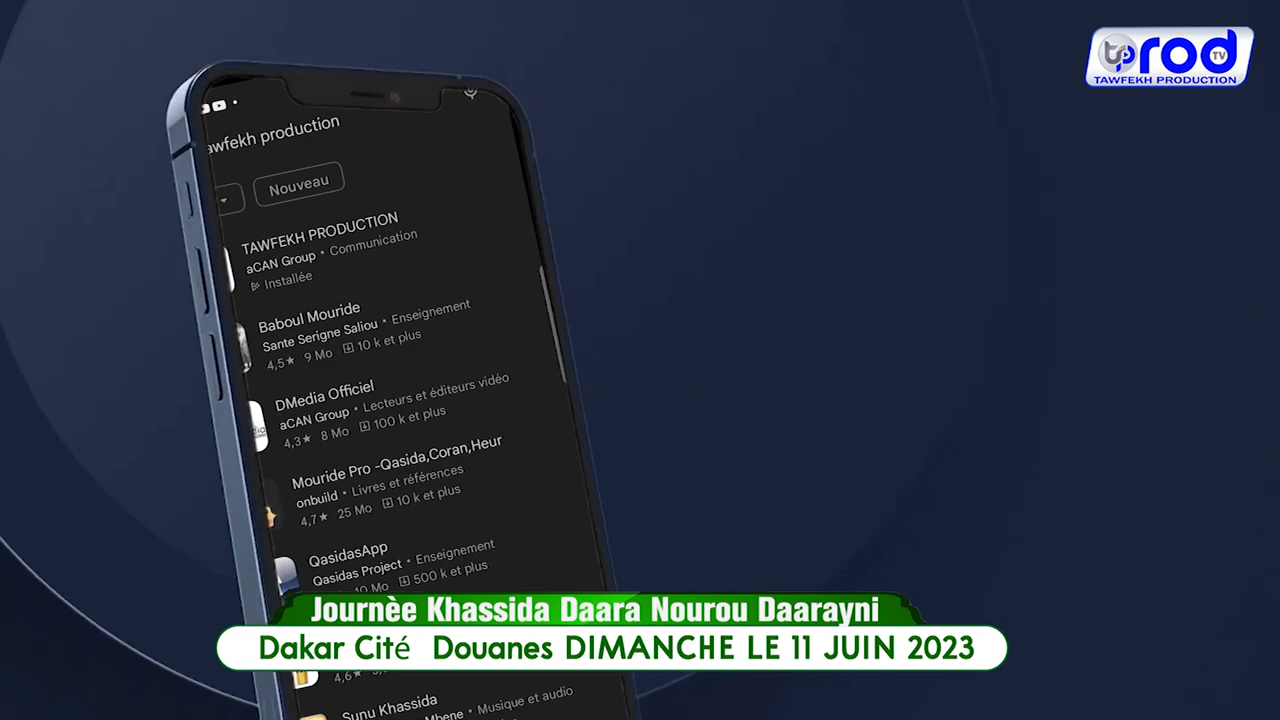 tprod TV
TAWFEKH PRODUCTION
awfekh production
Nouveau
TAWFEKH PRODUCTION
aCAN Group • Communication
Installée
Baboul Mouride
Sante Serigne Saliou • Enseignement
4,5★ 9 Mo 10 k et plus
DMedia Officiel
aCAN Group • Lecteurs et éditeurs vidéo
4,3★ 8 Mo 100 k et plus
Mouride Pro -Qasida,Coran,Heur
onbuild • Livres et références
4,7★ 25 Mo 10 k et plus
QasidasApp
Qasidas Project • Enseignement
10 Mo 500 k et plus
Journèe Khassida Daara Nourou Daarayni
Dakar Cité Douanes DIMANCHE LE 11 JUIN 2023
4,6★
Sunu Khassida
Mbene • Musique et audio